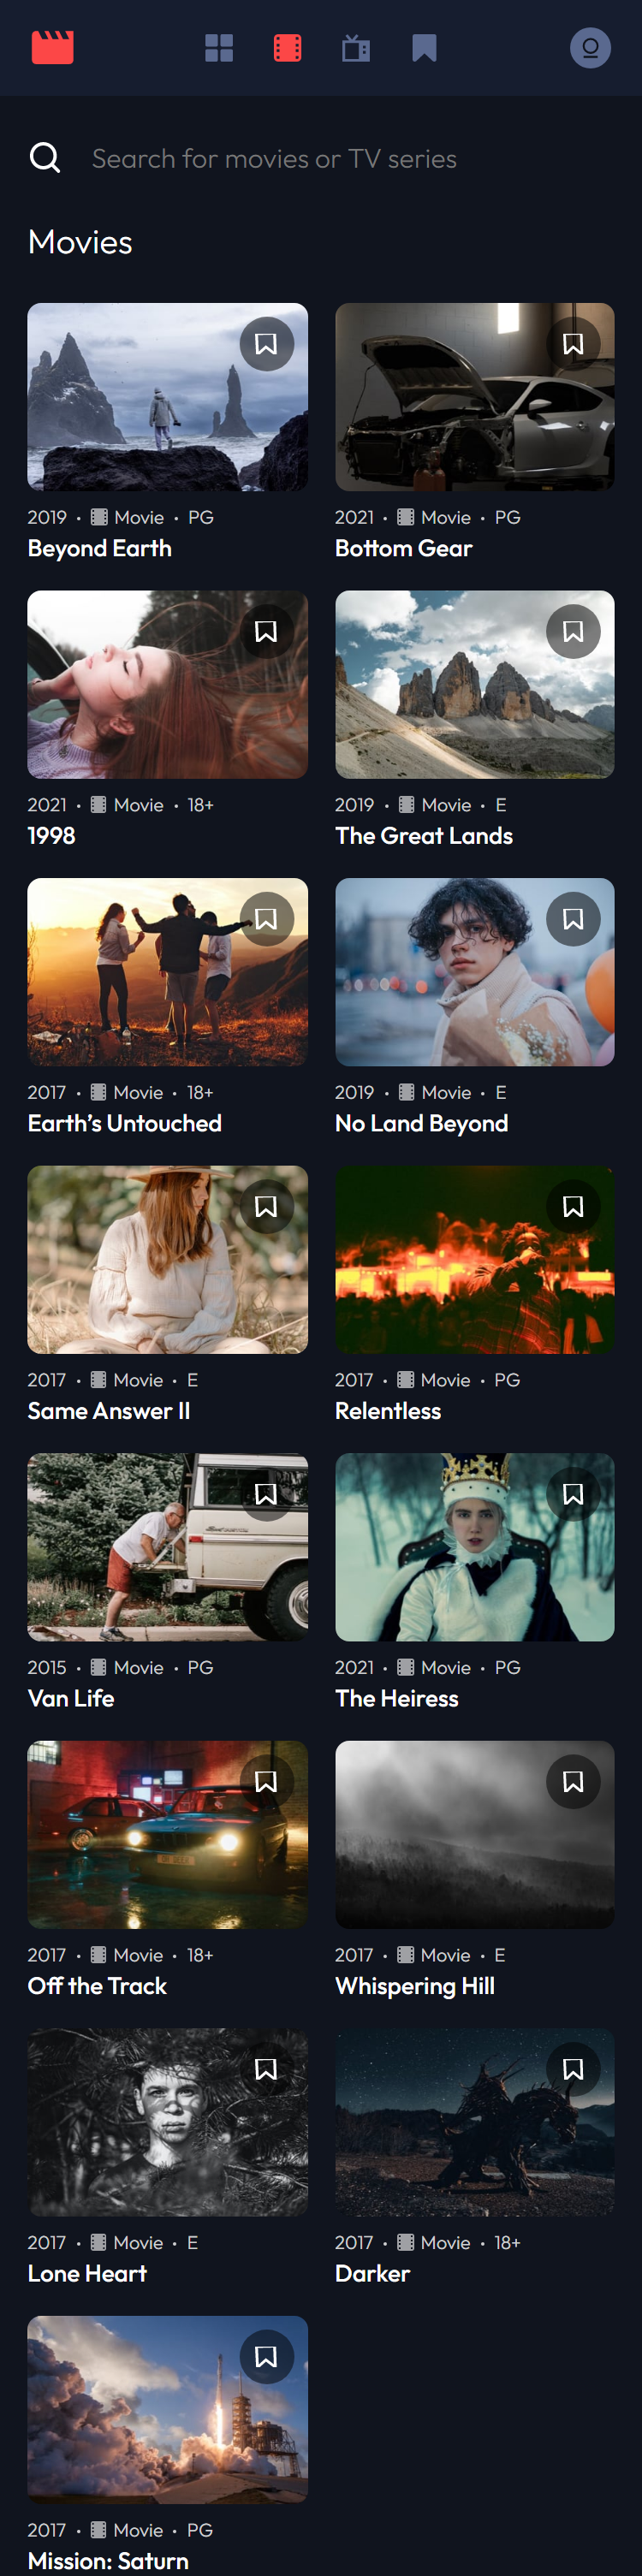 Search for movies or TV series
Movies
2019 • Movie • PG
Beyond Earth
2021 • Movie • PG
Bottom Gear
2021 • Movie • 18+
1998
2019 • Movie • E
The Great Lands
2017 • Movie • 18+
Earth’s Untouched
2019 • Movie • E
No Land Beyond
2017 • Movie • E
Same Answer II
2017 • Movie • PG
Relentless
2015 • Movie • PG
Van Life
2021 • Movie • PG
The Heiress
2017 • Movie • 18+
Off the Track
2017 • Movie • E
Whispering Hill
2017 • Movie • E
Lone Heart
2017 • Movie • 18+
Darker
2017 • Movie • PG
Mission: Saturn